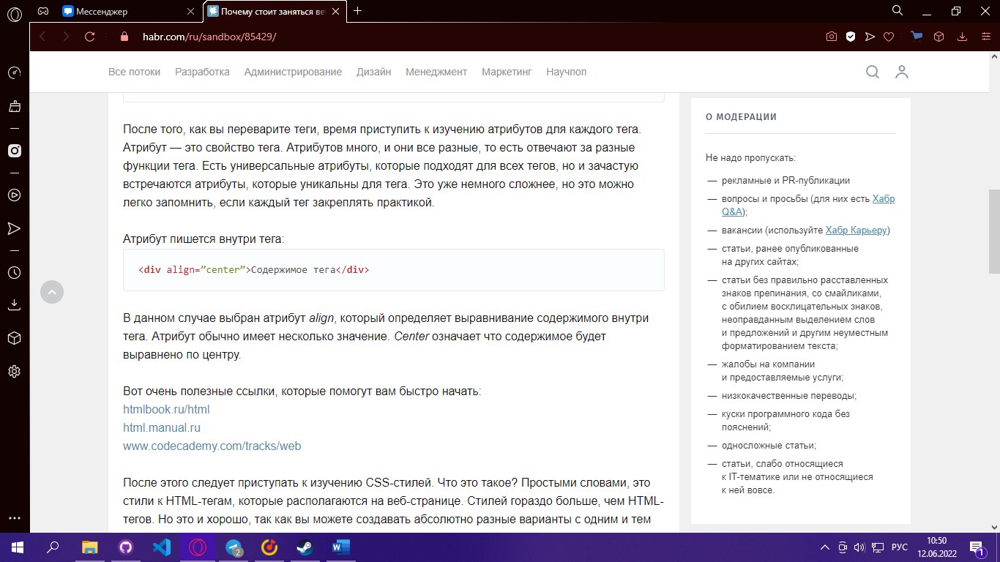 Мессенджер
Почему стоит заняться ве
habr.com/ru/sandbox/85429/
Все потоки Разработка Администрирование Дизайн Менеджмент Маркетинг Научпоп
После того, как вы переварите теги, время приступить к изучению атрибутов для каждого тега.
Атрибут — это свойство тега. Атрибутов много, и они все разные, то есть отвечают за разные
функции тега. Есть универсальные атрибуты, которые подходят для всех тегов, но и зачастую
встречаются атрибуты, которые уникальны для тега. Это уже немного сложнее, но это можно
легко запомнить, если каждый тег закреплять практикой.
Атрибут пишется внутри тега:
<div align=”center”>Содержимое тега</div>
В данном случае выбран атрибут align, который определяет выравнивание содержимого внутри
тега. Атрибут обычно имеет несколько значение. Center означает что содержимое будет
выравнено по центру.
Вот очень полезные ссылки, которые помогут вам быстро начать:
htmlbook.ru/html
html.manual.ru
www.codecademy.com/tracks/web
После этого следует приступать к изучению CSS-стилей. Что это такое? Простыми словами, это
стили к HTML-тегам, которые располагаются на веб-странице. Стилей гораздо больше, чем HTML-
тегов. Но это и хорошо, так как вы можете создавать абсолютно разные варианты с одним и тем
О МОДЕРАЦИИ
Не надо пропускать:
— рекламные и PR-публикации
— вопросы и просьбы (для них есть Хабр
Q&A);
— вакансии (используйте Хабр Карьеру)
— статьи, ранее опубликованные
на других сайтах;
— статьи без правильно расставленных
знаков препинания, со смайликами,
с обилием восклицательных знаков,
неоправданным выделением слов
и предложений и другим неуместным
форматированием текста;
— жалобы на компании
и предоставляемые услуги;
— низкокачественные переводы;
— куски программного кода без
пояснений;
— односложные статьи;
— статьи, слабо относящиеся
к IT-тематике или не относящиеся
к ней вовсе.
2
W
РУС
10:50
12.06.2022
1